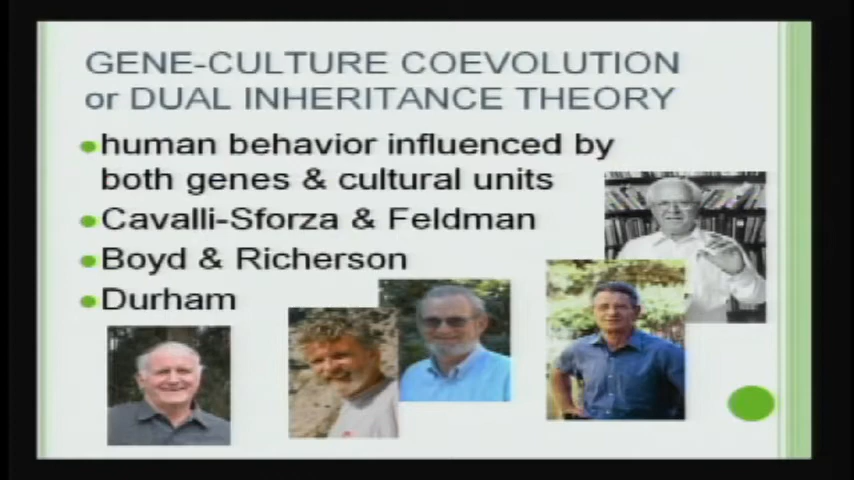 GENE-CULTURE COEVOLUTION
or DUAL INHERITANCE THEORY
human behavior influenced by
both genes & cultural units
Cavalli-Sforza & Feldman
Boyd & Richerson
Durham